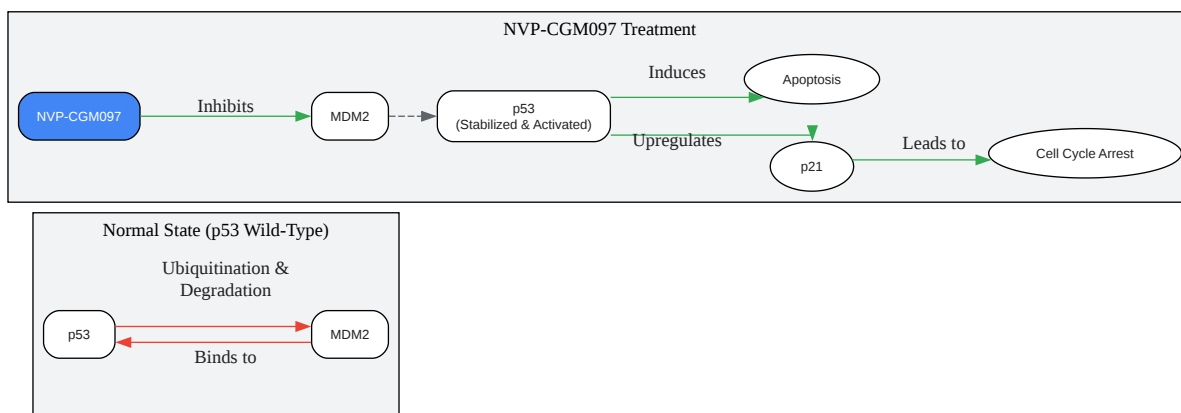 NVP-CGM097 Treatment
Induces
Apoptosis
NVP-CGM097
Inhibits
MDM2
p53
(Stabilized & Activated)
Upregulates
p21
Leads to
Cell Cycle Arrest
Normal State (p53 Wild-Type)
Ubiquitination &
Degradation
p53
MDM2
Binds to